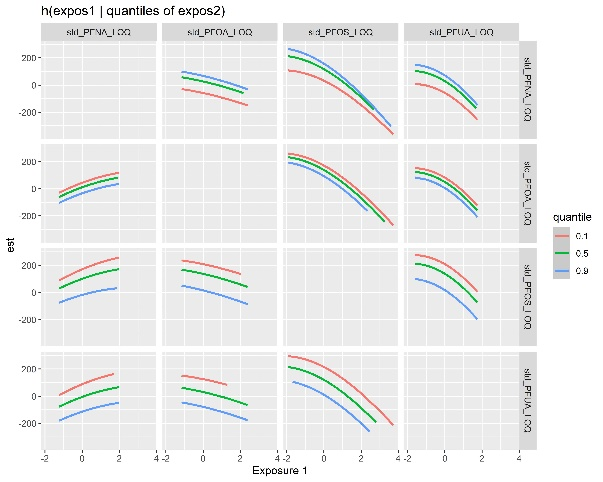 h(expos1 | quantiles of expos2)
std_PFNA_LOQ std_PFOA_LOQ std_PFOS_LOQ std_PFUA_LOQ
200
0
-200
std_PFNA_LOQ
200
0
-200
std_PFOA_LOQ
200
0
-200
std_PFOS_LOQ
200
0
-200
std_PFUA_LOQ
est
-2 0 2 4 -2 0 2 4 -2 0 2 4 -2 0 2 4
Exposure 1
quantile
0.1
0.5
0.9